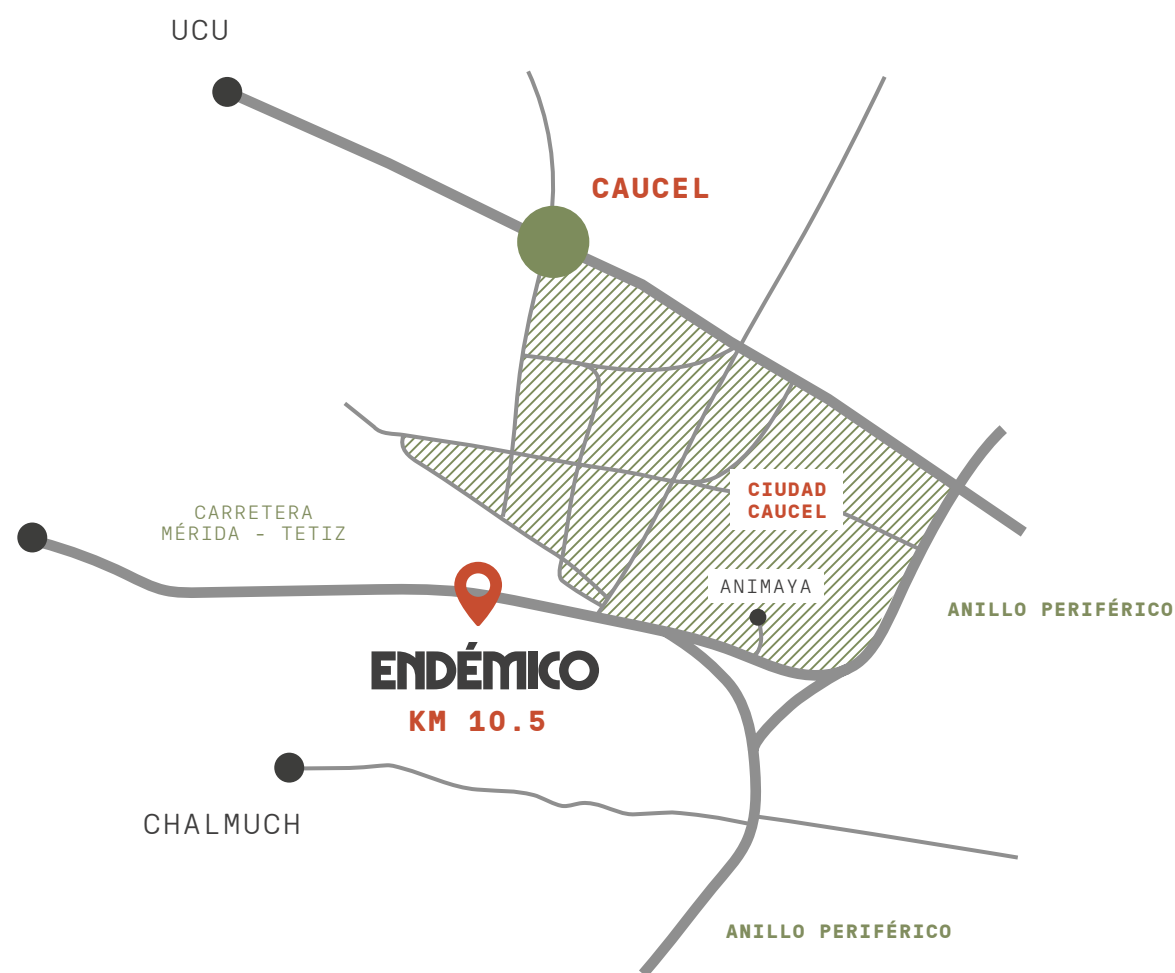 UCU
CAUCEL
CIUDAD
CAUCEL
CARRETERA
MÉRIDA - TETIZ
ANIMAYA
ANILLO PERIFÉRICO
ENDÉMICO
KM 10.5
CHALMUCH
ANILLO PERIFÉRICO